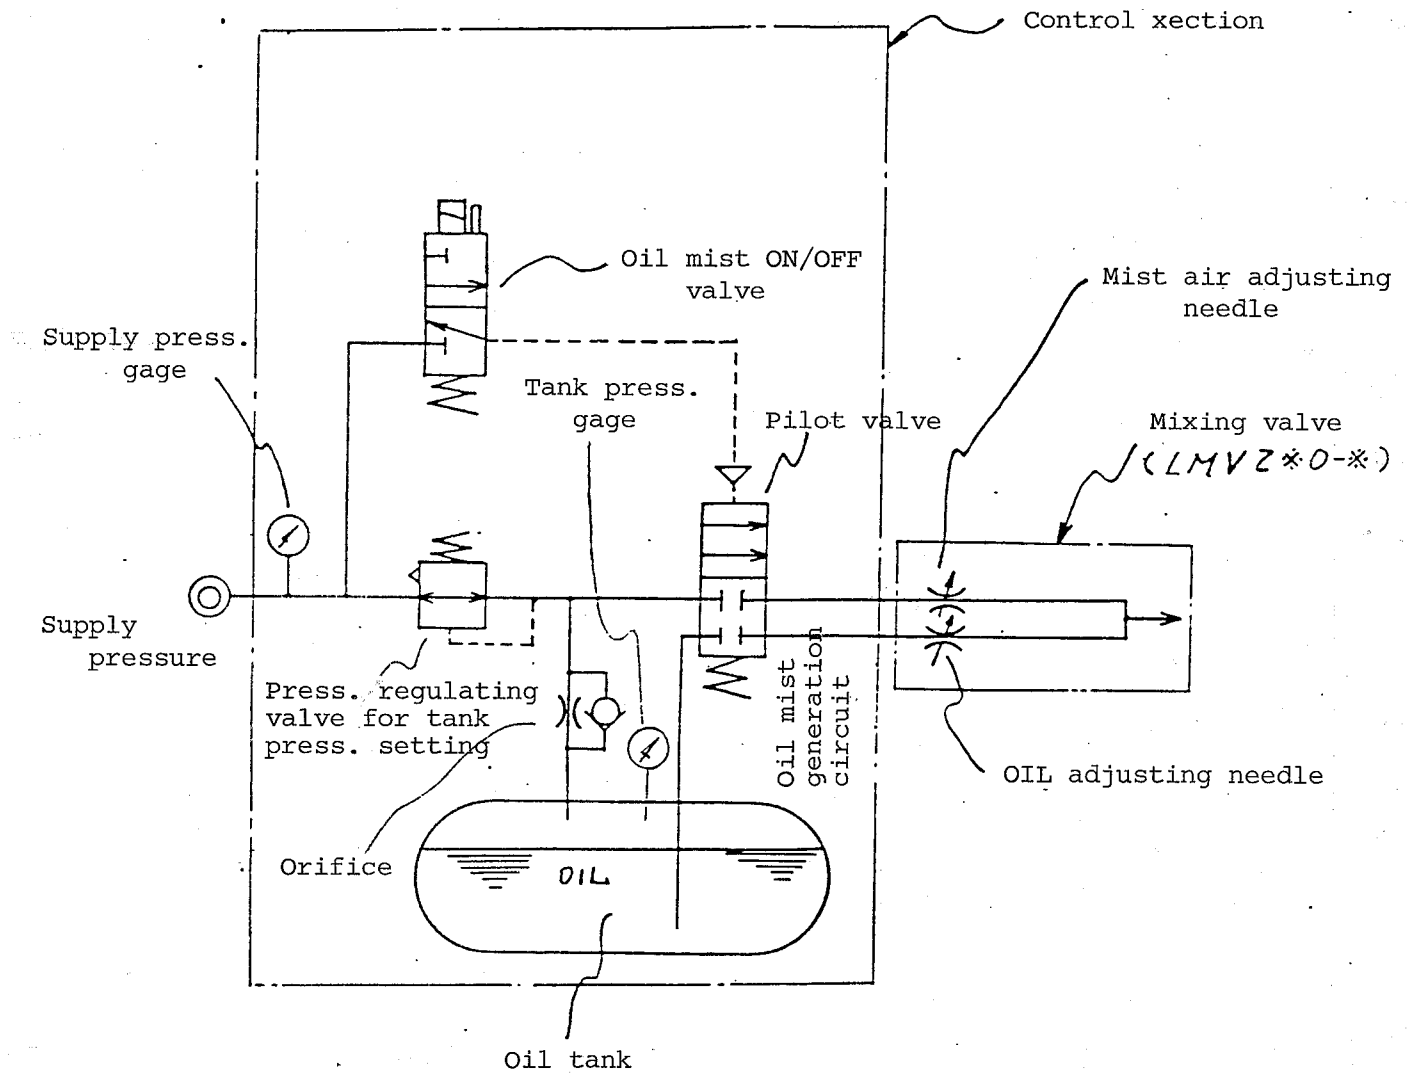 Control xection
Oil mist ON/OFF
valve
Mist air adjusting
needle
Supply press.
gage
Tank press.
gage
Pilot valve
Mixing valve
(LMVZ※0-※)
Supply
pressure
Press. regulating
valve for tank
press. setting
Oil mist
generation
circuit
OIL adjusting needle
Orifice
OIL
Oil tank